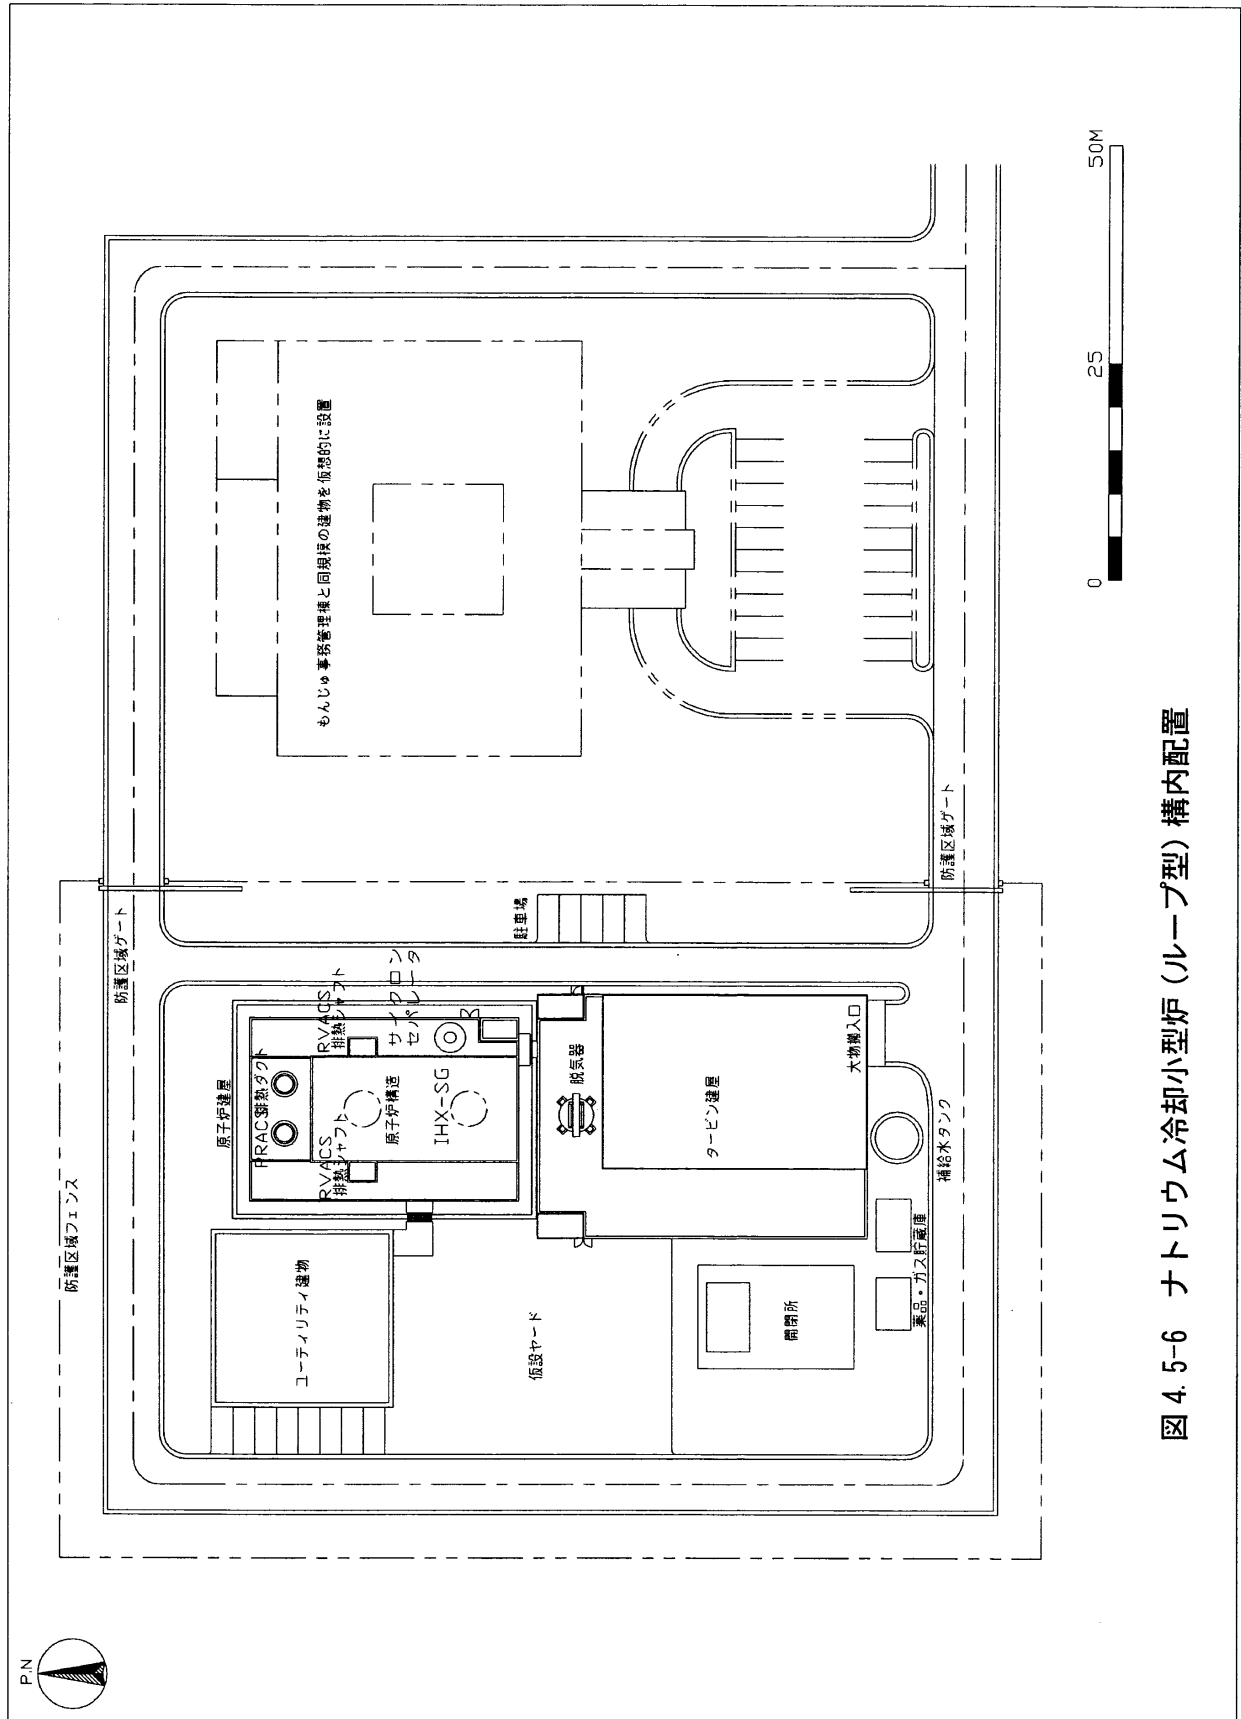 P.N
防護区域フェンス
防護区域ゲート
ユーティリティ建物
仮設ヤード
開閉所
薬品・ガス貯蔵庫
補給水タンク
原子炉建屋
PRACS排熱ダクト
RVACS
排熱シャフト
RVACS
排熱シャフト
原子炉構造
IHX-SG
サイクロン
セパレータ
脱気器
タービン建屋
大物搬入口
駐車場
防護区域ゲート
もんじゅ事務管理棟と同規模の建物を仮想的に設置
0
25
50M
図 4.5-6 ナトリウム冷却小型炉（ループ型）構内配置